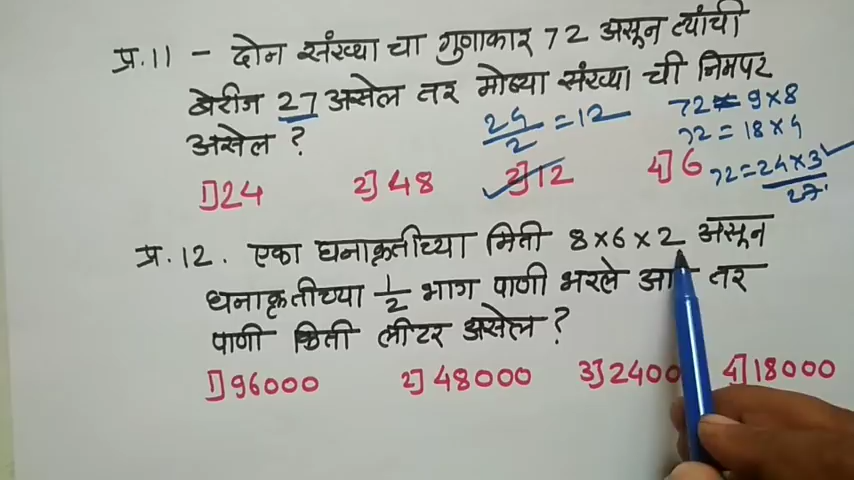 प्र.11 - दोन संख्या चा गुणाकार 72 असून त्यांची
बेरीज 27 असेल तर मोठ्या संख्या ची निमपट
असेल ?
24/2 = 12
72 = 9×8
72 = 18×4
72 = 24×3
27
1] 24 2] 48 3] 12 4] 6
प्र.12. एका घनाकृतीच्या मिती 8×6×2 असून
घनाकृतीच्या 1/2 भाग पाणी भरले तर
पाणी किती लीटर असेल ?
1] 96000 2] 48000 3] 2400 4] 18000